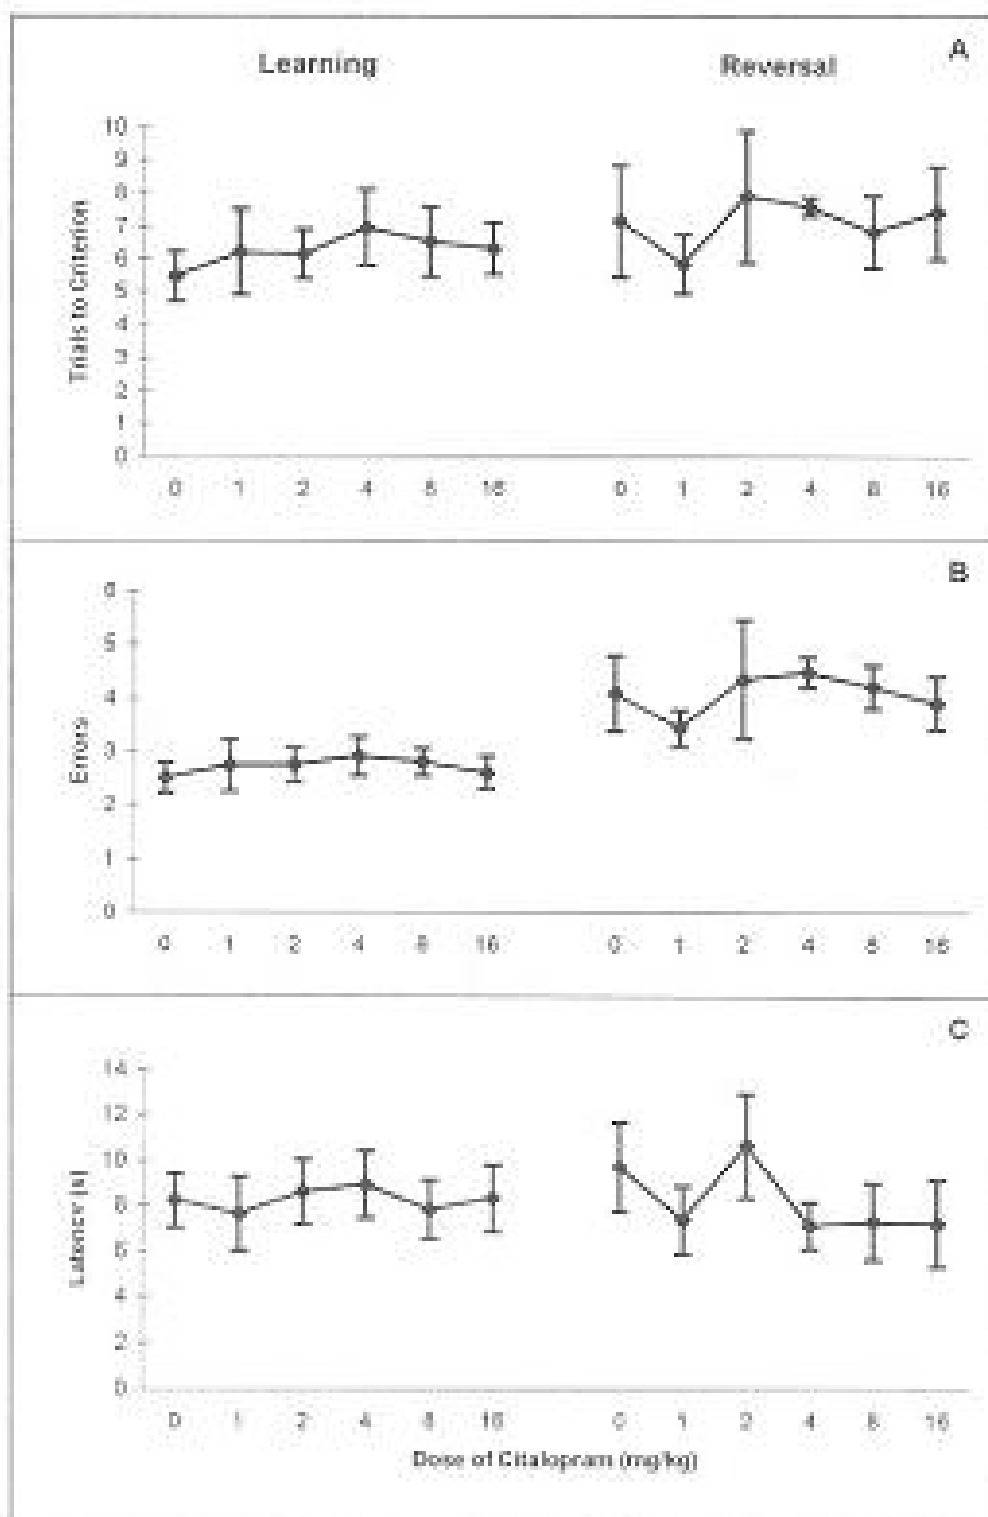 A
Learning Reversal
10
9
8
7
6
5
4
3
2
1
0
Trials to Criterion
0 1 2 4 8 16 0 1 2 4 8 16
B
6
5
4
3
2
1
0
Errors
0 1 2 4 8 16 0 1 2 4 8 16
C
14
12
10
8
6
4
2
0
Latency (s)
0 1 2 4 8 16 0 1 2 4 8 16
Dose of Citalopram (mg/kg)